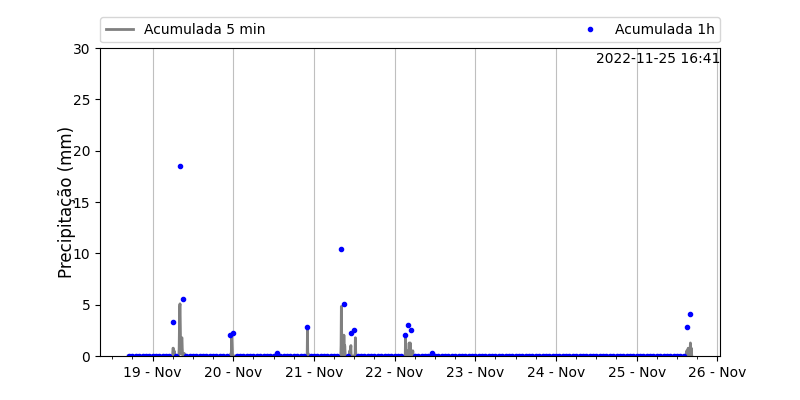 Acumulada 5 min
Acumulada 1h
2022-11-25 16:41
Precipitação (mm)
30
25
20
15
10
5
0
19 - Nov
20 - Nov
21 - Nov
22 - Nov
23 - Nov
24 - Nov
25 - Nov
26 - Nov